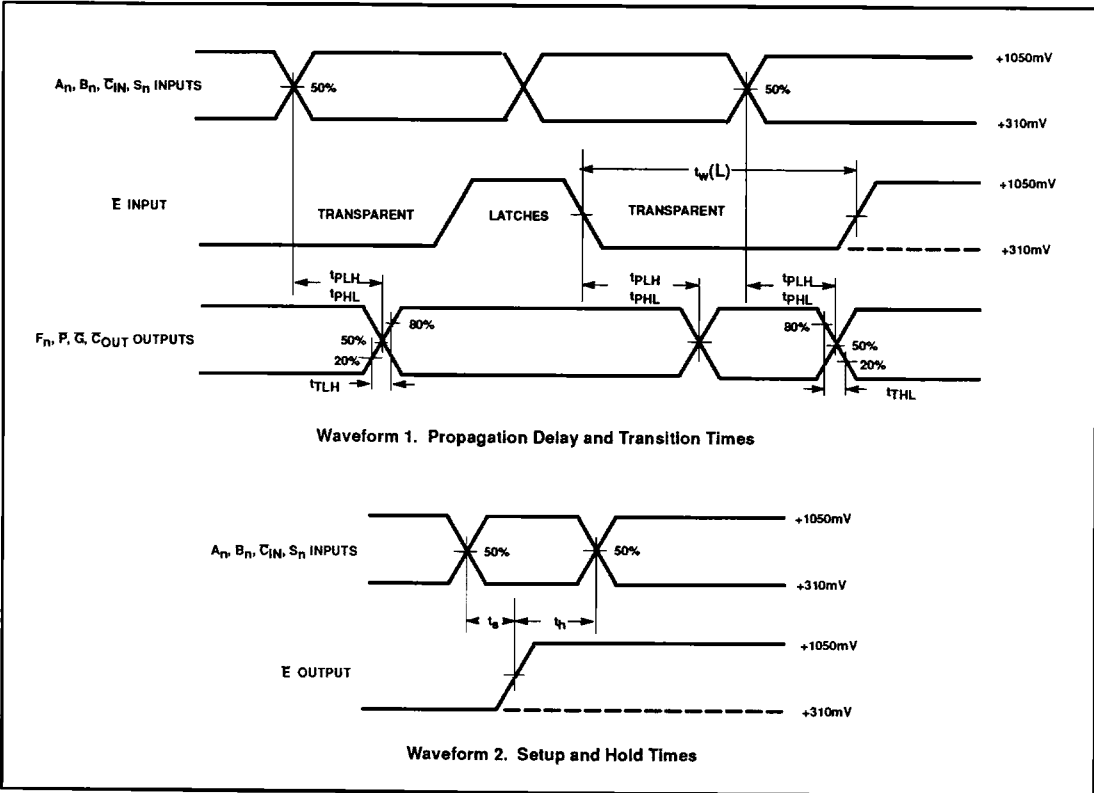 +1050mV
Aₙ, Bₙ, C̅IN, Sₙ INPUTS
50%
50%
+310mV
tw(L)
+1050mV
E̅ INPUT
TRANSPARENT
LATCHES
TRANSPARENT
+310mV
tPLH
tPHL
tPLH
tPHL
tPLH
tPHL
Fₙ, P̅, G̅, C̅OUT OUTPUTS
80%
50%
20%
80%
50%
20%
tTLH
tTHL
Waveform 1. Propagation Delay and Transition Times
+1050mV
Aₙ, Bₙ, C̅IN, Sₙ INPUTS
50%
50%
+310mV
ts
th
+1050mV
E̅ OUTPUT
+310mV
Waveform 2. Setup and Hold Times